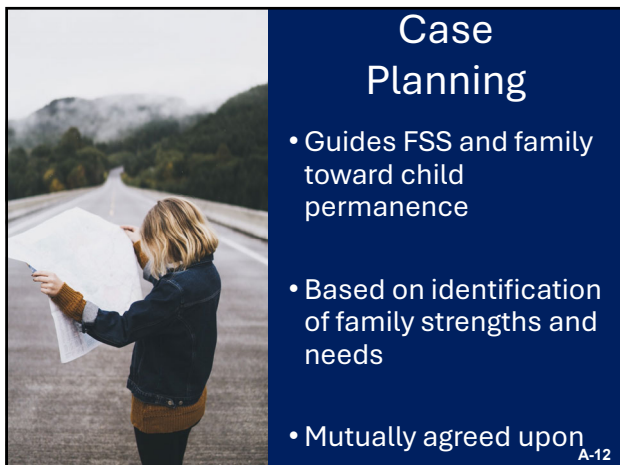 Case
Planning
• Guides FSS and family
toward child
permanence
• Based on identification
of family strengths and
needs
• Mutually agreed upon
A-12